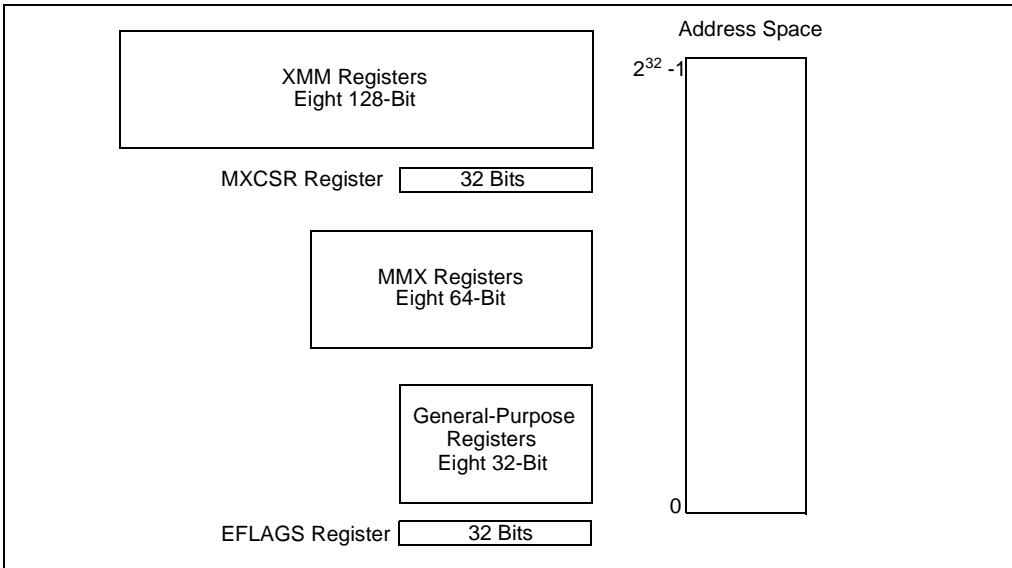 XMM Registers
Eight 128-Bit
MXCSR Register 32 Bits
MMX Registers
Eight 64-Bit
General-Purpose
Registers
Eight 32-Bit
EFLAGS Register 32 Bits
Address Space
2³² -1
0